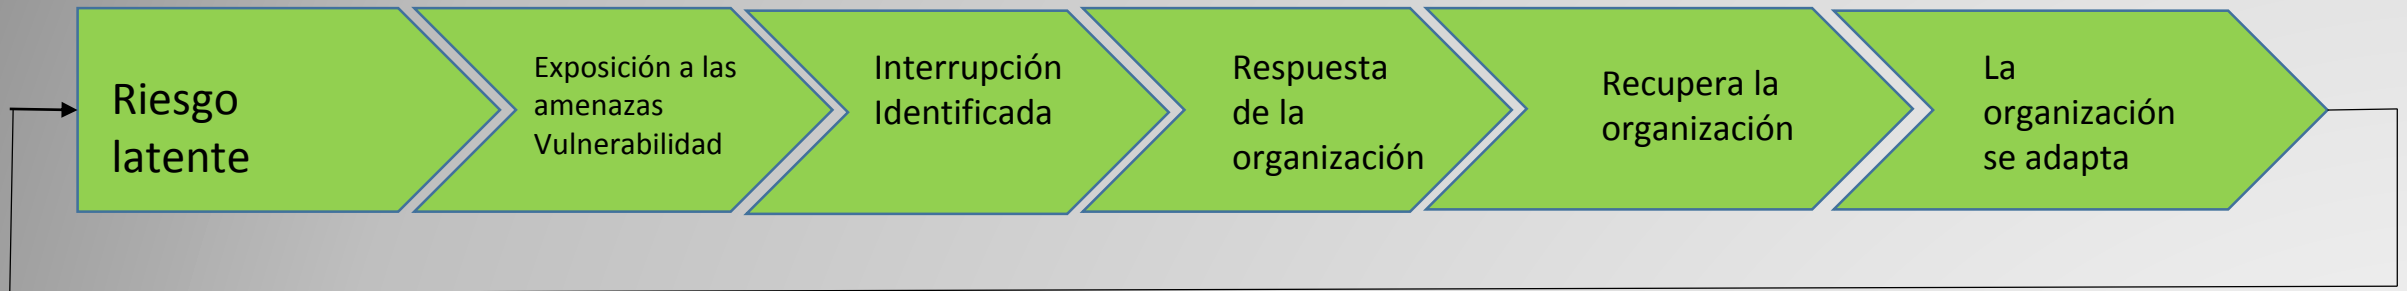 Riesgo
latente
Exposición a las
amenazas
Vulnerabilidad
Interrupción
Identificada
Respuesta
de la
organización
Recupera la
organización
La
organización
se adapta